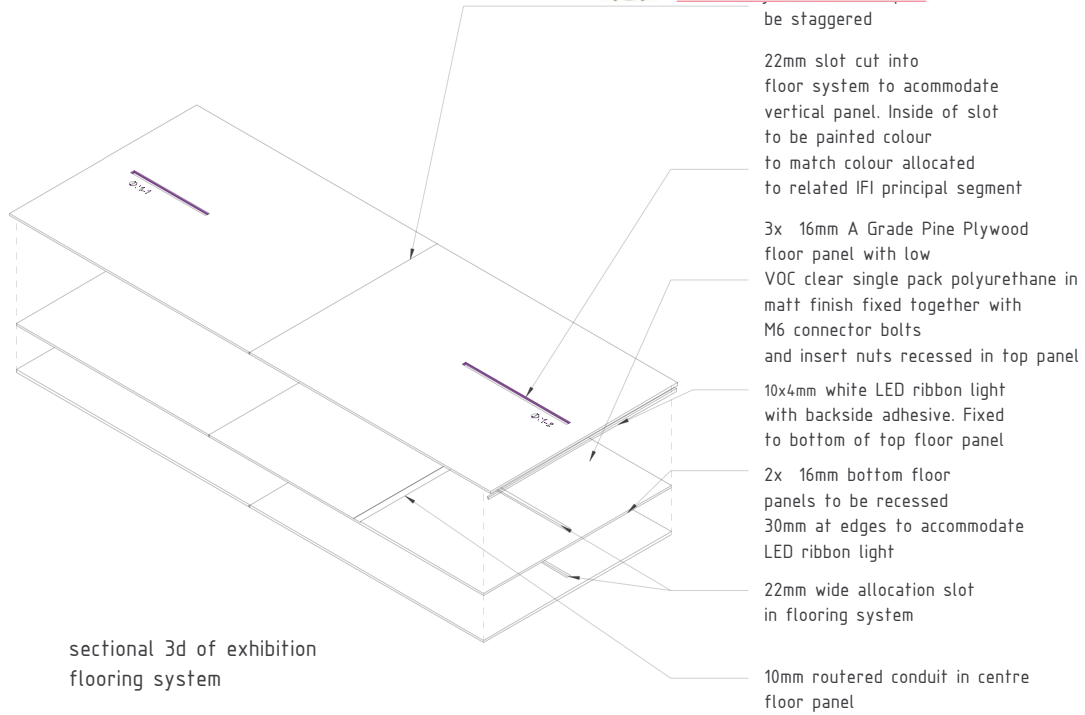 be staggered
22mm slot cut into
floor system to acommodate
vertical panel. Inside of slot
to be painted colour
to match colour allocated
to related IFI principal segment
3x 16mm A Grade Pine Plywood
floor panel with low
VOC clear single pack polyurethane in
matt finish fixed together with
M6 connector bolts
and insert nuts recessed in top panel
10x4mm white LED ribbon light
with backside adhesive. Fixed
to bottom of top floor panel
2x 16mm bottom floor
panels to be recessed
30mm at edges to accommodate
LED ribbon light
22mm wide allocation slot
in flooring system
10mm routered conduit in centre
floor panel
sectional 3d of exhibition
flooring system